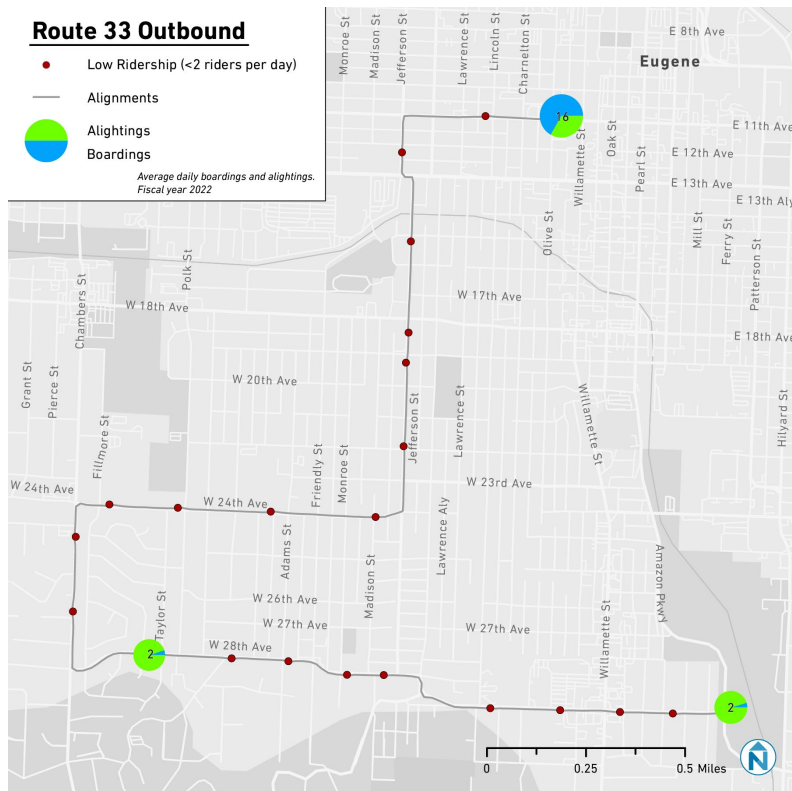 Route 33 Outbound
Low Ridership (<2 riders per day)
Alignments
Alightings
Boardings
Average daily boardings and alightings.
Fiscal year 2022
Monroe St
Madison St
Jefferson St
Lawrence St
Lincoln St
Charnelton St
E 8th Ave
Eugene
16
Willamette St
Oak St
Pearl St
E 11th Ave
E 12th Ave
E 13th Ave
E 13th Aly
Olive St
Mill St
Ferry St
Patterson St
Polk St
Chambers St
W 17th Ave
W 18th Ave
E 18th Ave
Grant St
Pierce St
W 20th Ave
Fillmore St
Friendly St
Monroe St
Jefferson St
Lawrence St
Willamette St
Hilyard St
W 24th Ave
W 24th Ave
W 23rd Ave
Adams St
Madison St
Lawrence Aly
Amazon Pkwy
Taylor St
W 26th Ave
W 27th Ave
W 27th Ave
W 28th Ave
Willamette St
2
2
0
0.25
0.5 Miles
N